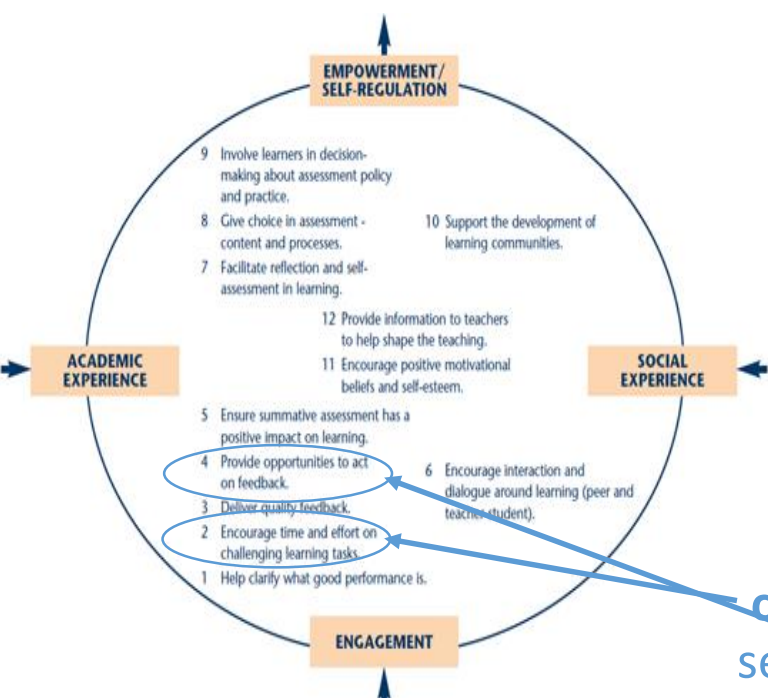 EMPOWERMENT/
SELF-REGULATION
9 Involve learners in decision-
making about assessment policy
and practice.
8 Give choice in assessment -
content and processes.
7 Facilitate reflection and self-
assessment in learning.
10 Support the development of
learning communities.
12 Provide information to teachers
to help shape the teaching.
11 Encourage positive motivational
beliefs and self-esteem.
ACADEMIC
EXPERIENCE
SOCIAL
EXPERIENCE
5 Ensure summative assessment has a
positive impact on learning.
4 Provide opportunities to act
on feedback.
3 Deliver quality feedback.
2 Encourage time and effort on
challenging learning tasks.
1 Help clarify what good performance is.
6 Encourage interaction and
dialogue around learning (peer and
teacher-student).
ENGAGEMENT
se